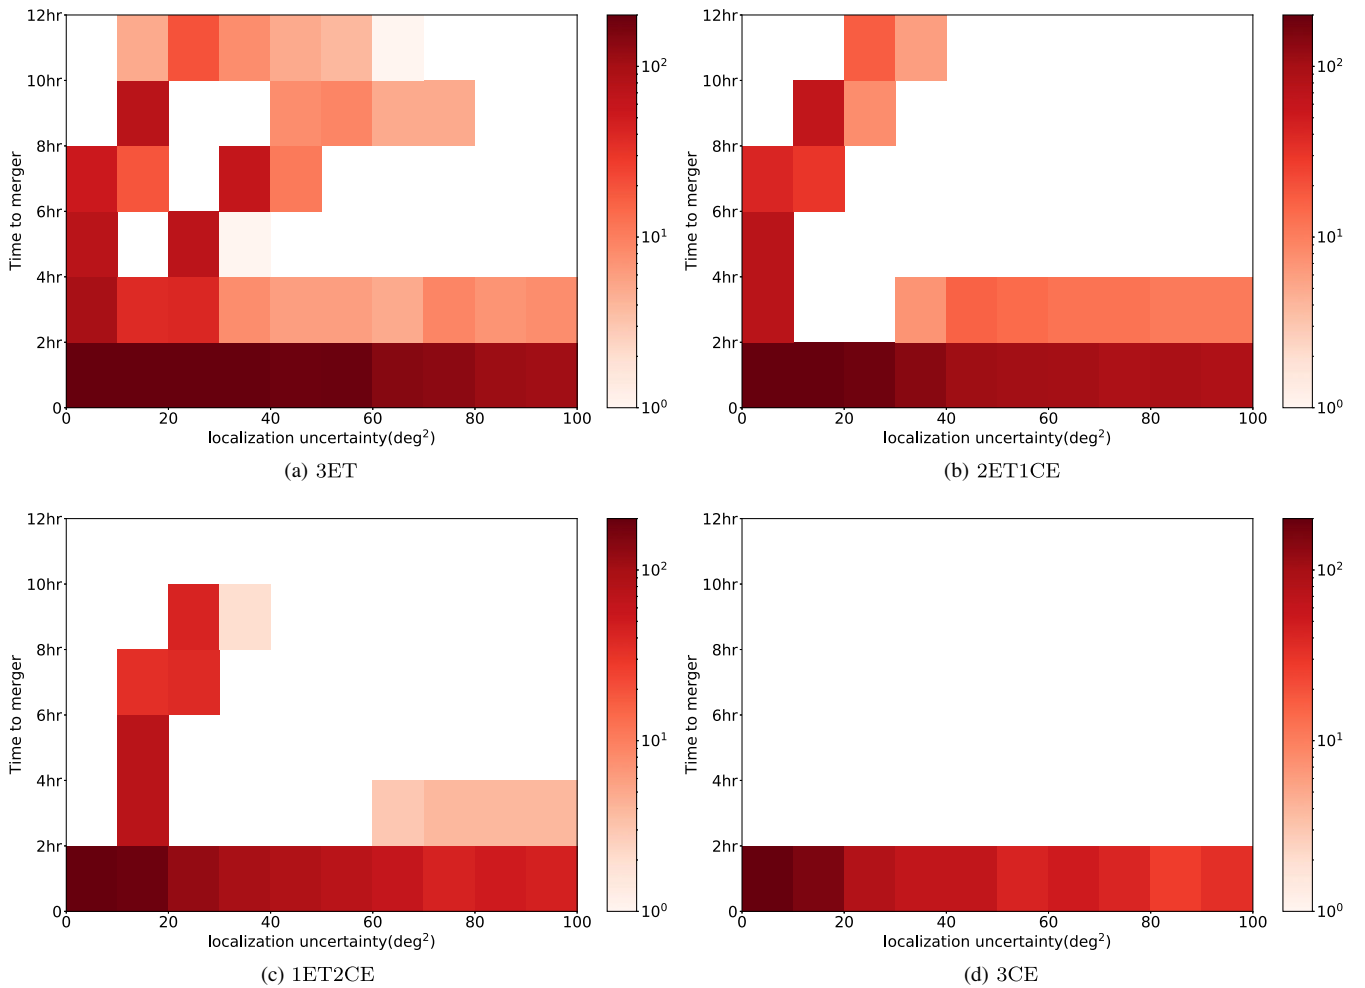 12hr
10hr
8hr
6hr
4hr
2hr
0
Time to merger
0 20 40 60 80 100
localization uncertainty(deg²)
10²
10¹
10⁰
(a) 3ET
12hr
10hr
8hr
6hr
4hr
2hr
0
Time to merger
0 20 40 60 80 100
localization uncertainty(deg²)
10²
10¹
10⁰
(b) 2ET1CE
12hr
10hr
8hr
6hr
4hr
2hr
0
Time to merger
0 20 40 60 80 100
localization uncertainty(deg²)
10²
10¹
10⁰
(c) 1ET2CE
12hr
10hr
8hr
6hr
4hr
2hr
0
Time to merger
0 20 40 60 80 100
localization uncertainty(deg²)
10²
10¹
10⁰
(d) 3CE